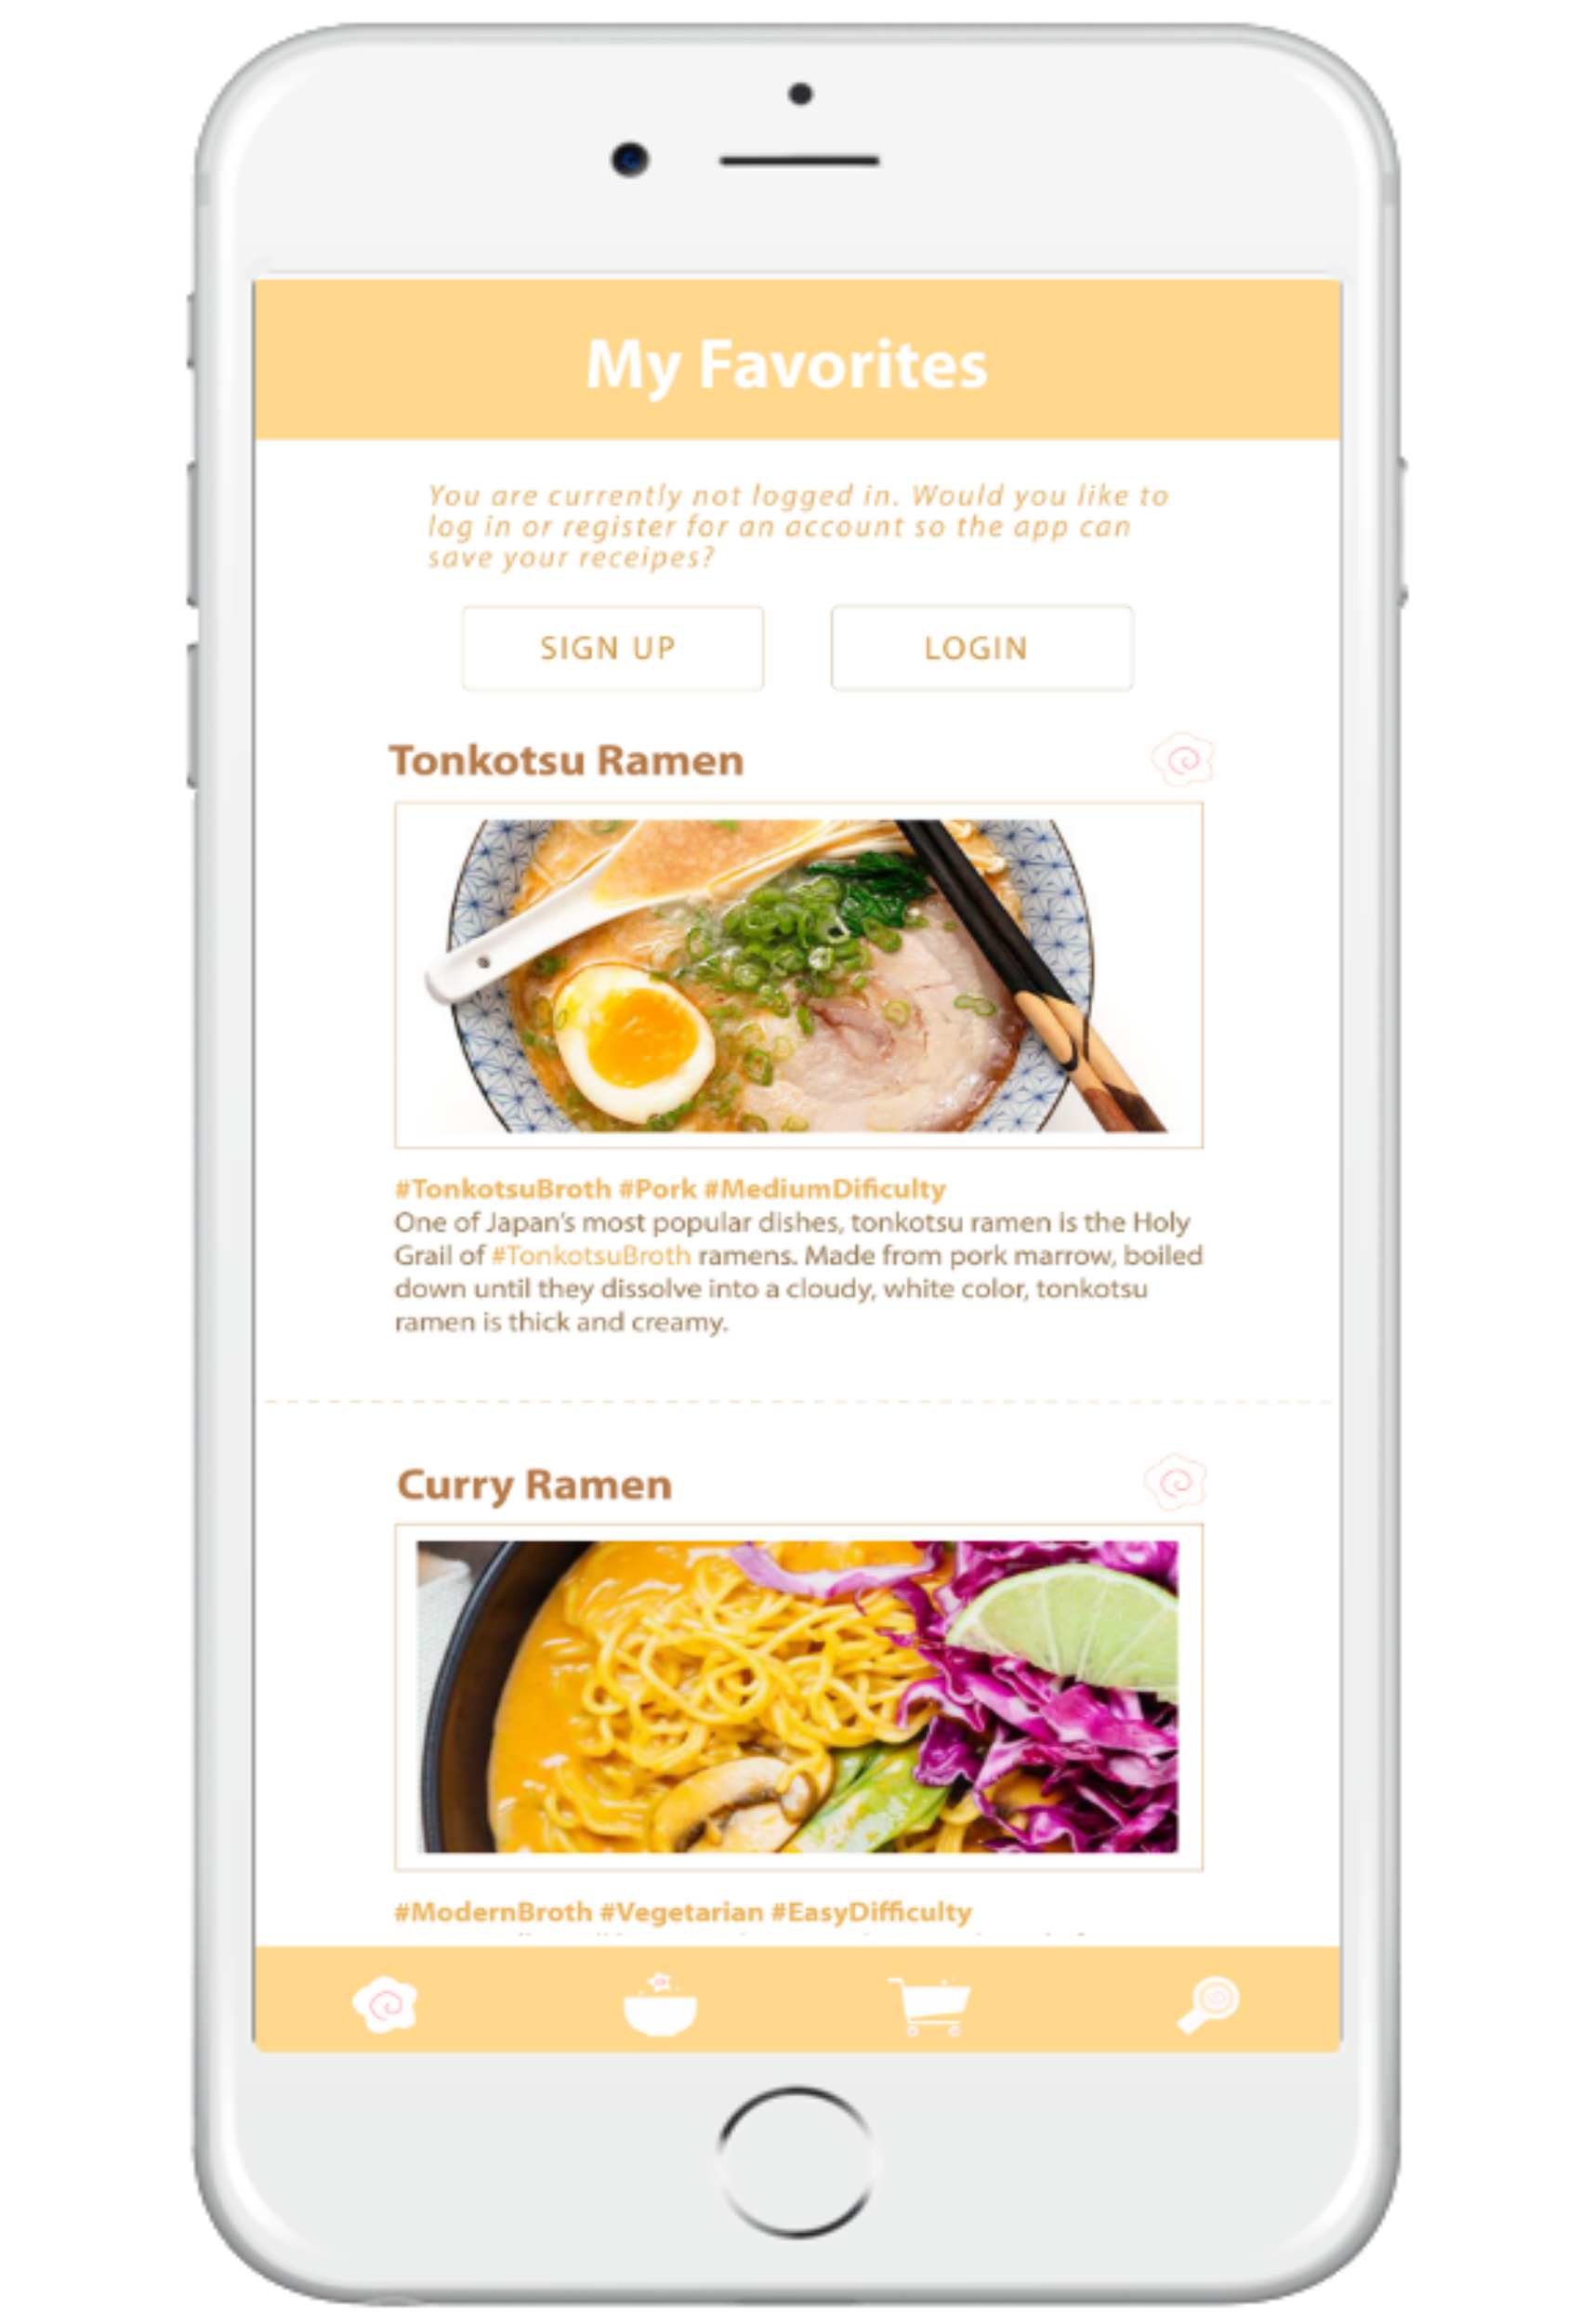 My Favorites
You are currently not logged in. Would you like to
log in or register for an account so the app can
save your receipes?
SIGN UP
LOGIN
Tonkotsu Ramen
#TonkotsuBroth #Pork #MediumDificulty
One of Japan's most popular dishes, tonkotsu ramen is the Holy
Grail of #TonkotsuBroth ramens. Made from pork marrow, boiled
down until they dissolve into a cloudy, white color, tonkotsu
ramen is thick and creamy.
Curry Ramen
#ModernBroth #Vegetarian #EasyDifficulty